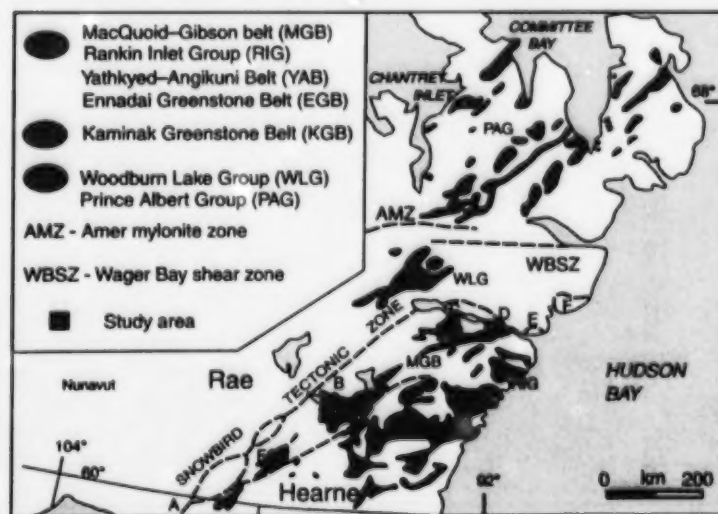 MacQuoid–Gibson belt (MGB)
Rankin Inlet Group (RIG)
Yathkyed–Angikuni Belt (YAB)
Ennadai Greenstone Belt (EGB)
Kaminak Greenstone Belt (KGB)
Woodburn Lake Group (WLG)
Prince Albert Group (PAG)
AMZ - Amer mylonite zone
WBSZ - Wager Bay shear zone
Study area
COMMITTEE
BAY
CHANTREY
INLET
68°
PAG
AMZ
WBSZ
WLG
D
E
F
SNOWBIRD TECTONIC ZONE
MGB
B
Nunavut
Rae
HUDSON
BAY
104°
60°
A
Hearne
92°
0 km 200